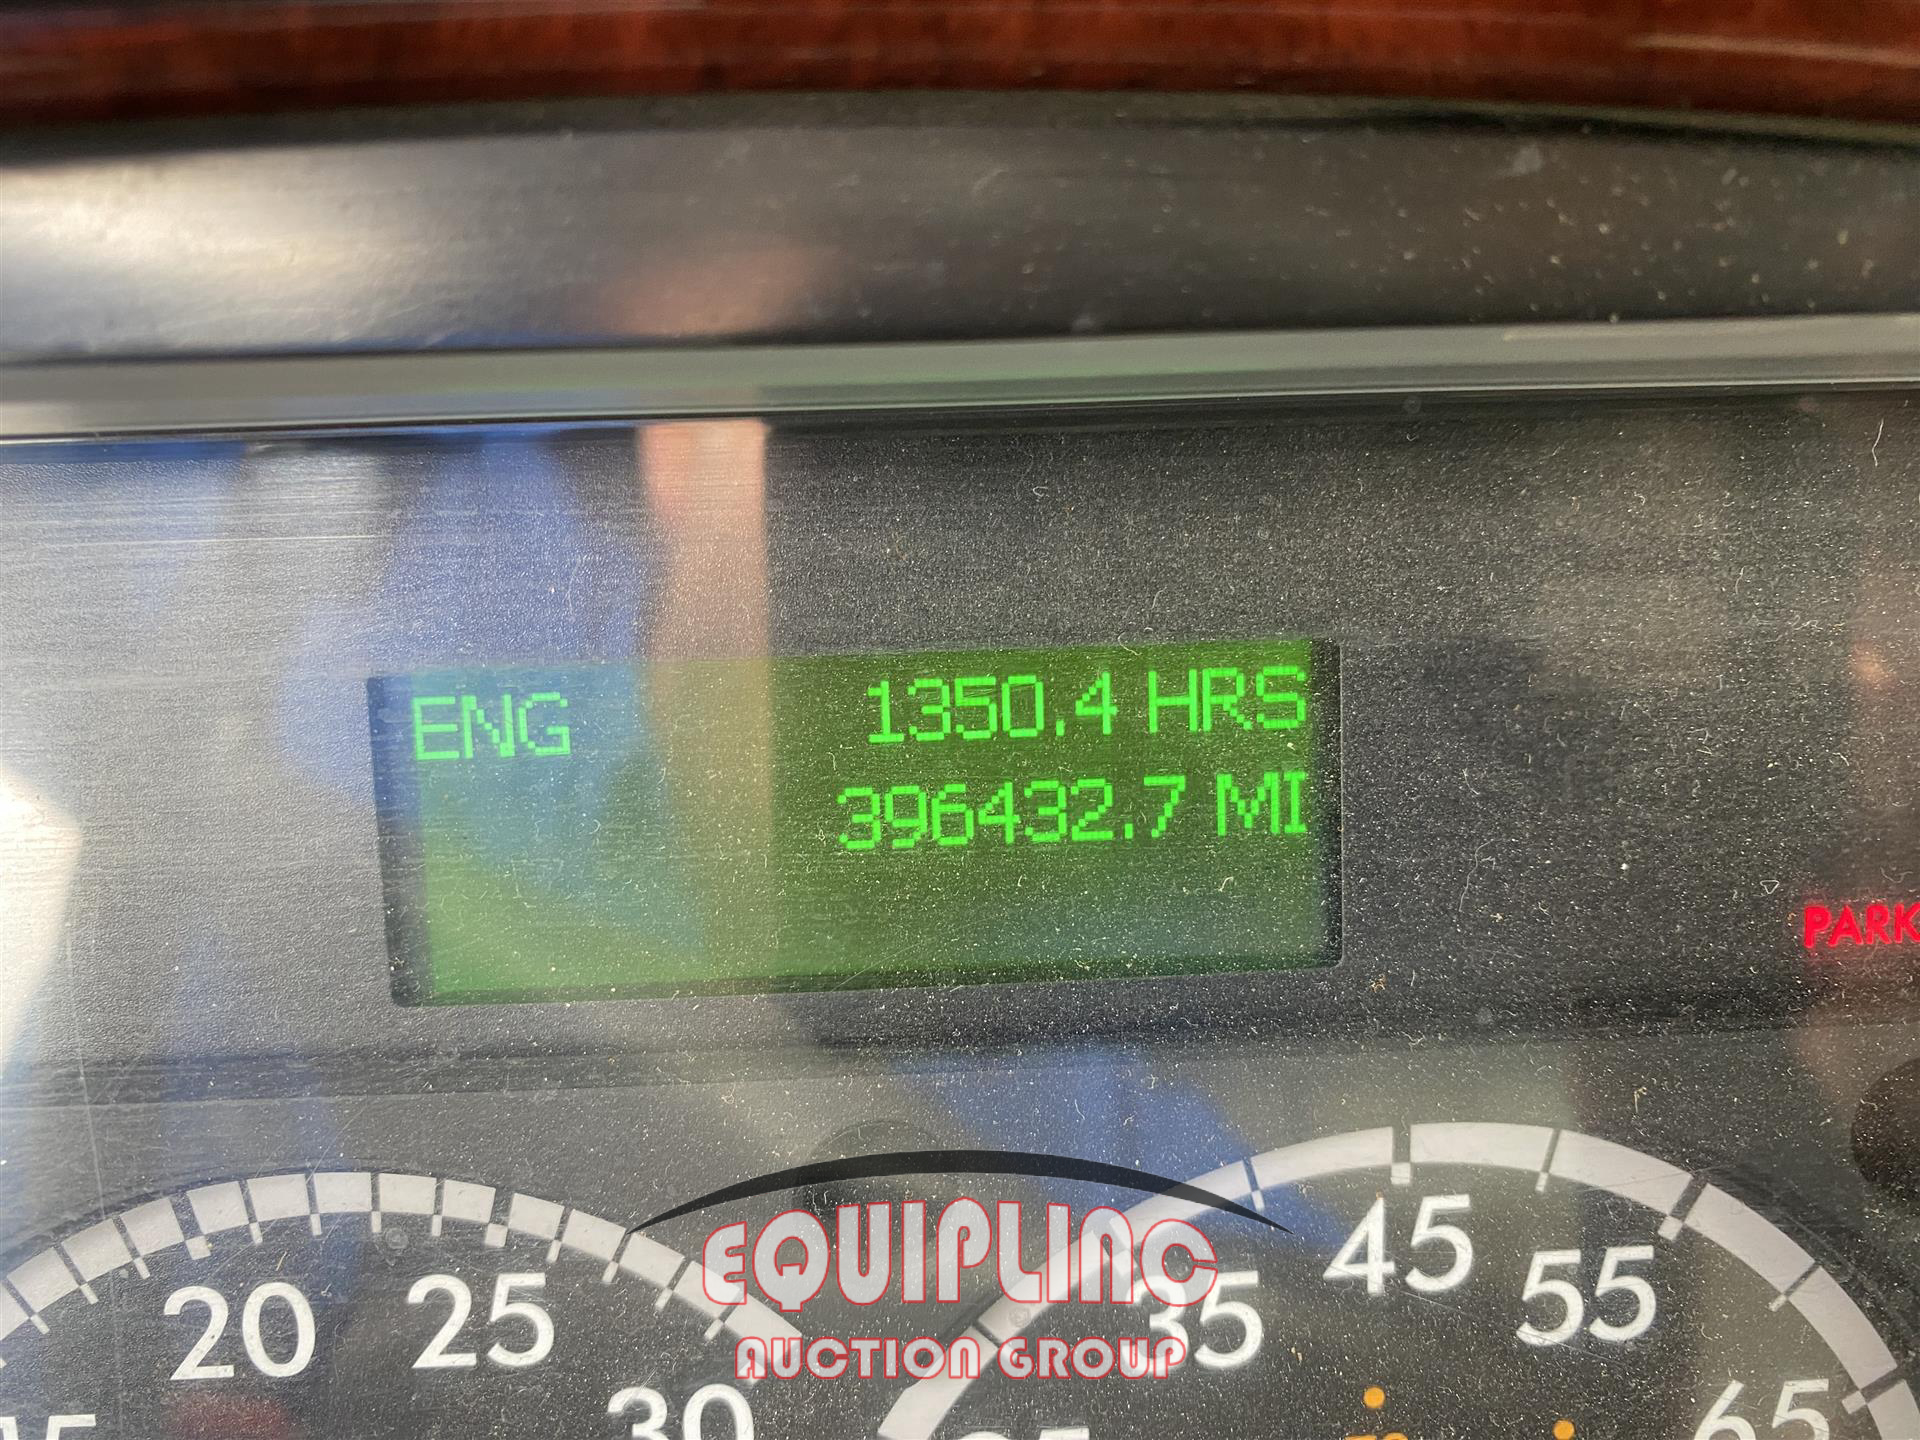 ENG 1350.4 HRS
396432.7 MI
PARK
EQUIPLINC
AUCTION GROUP
20 25 30
35 45 55 65